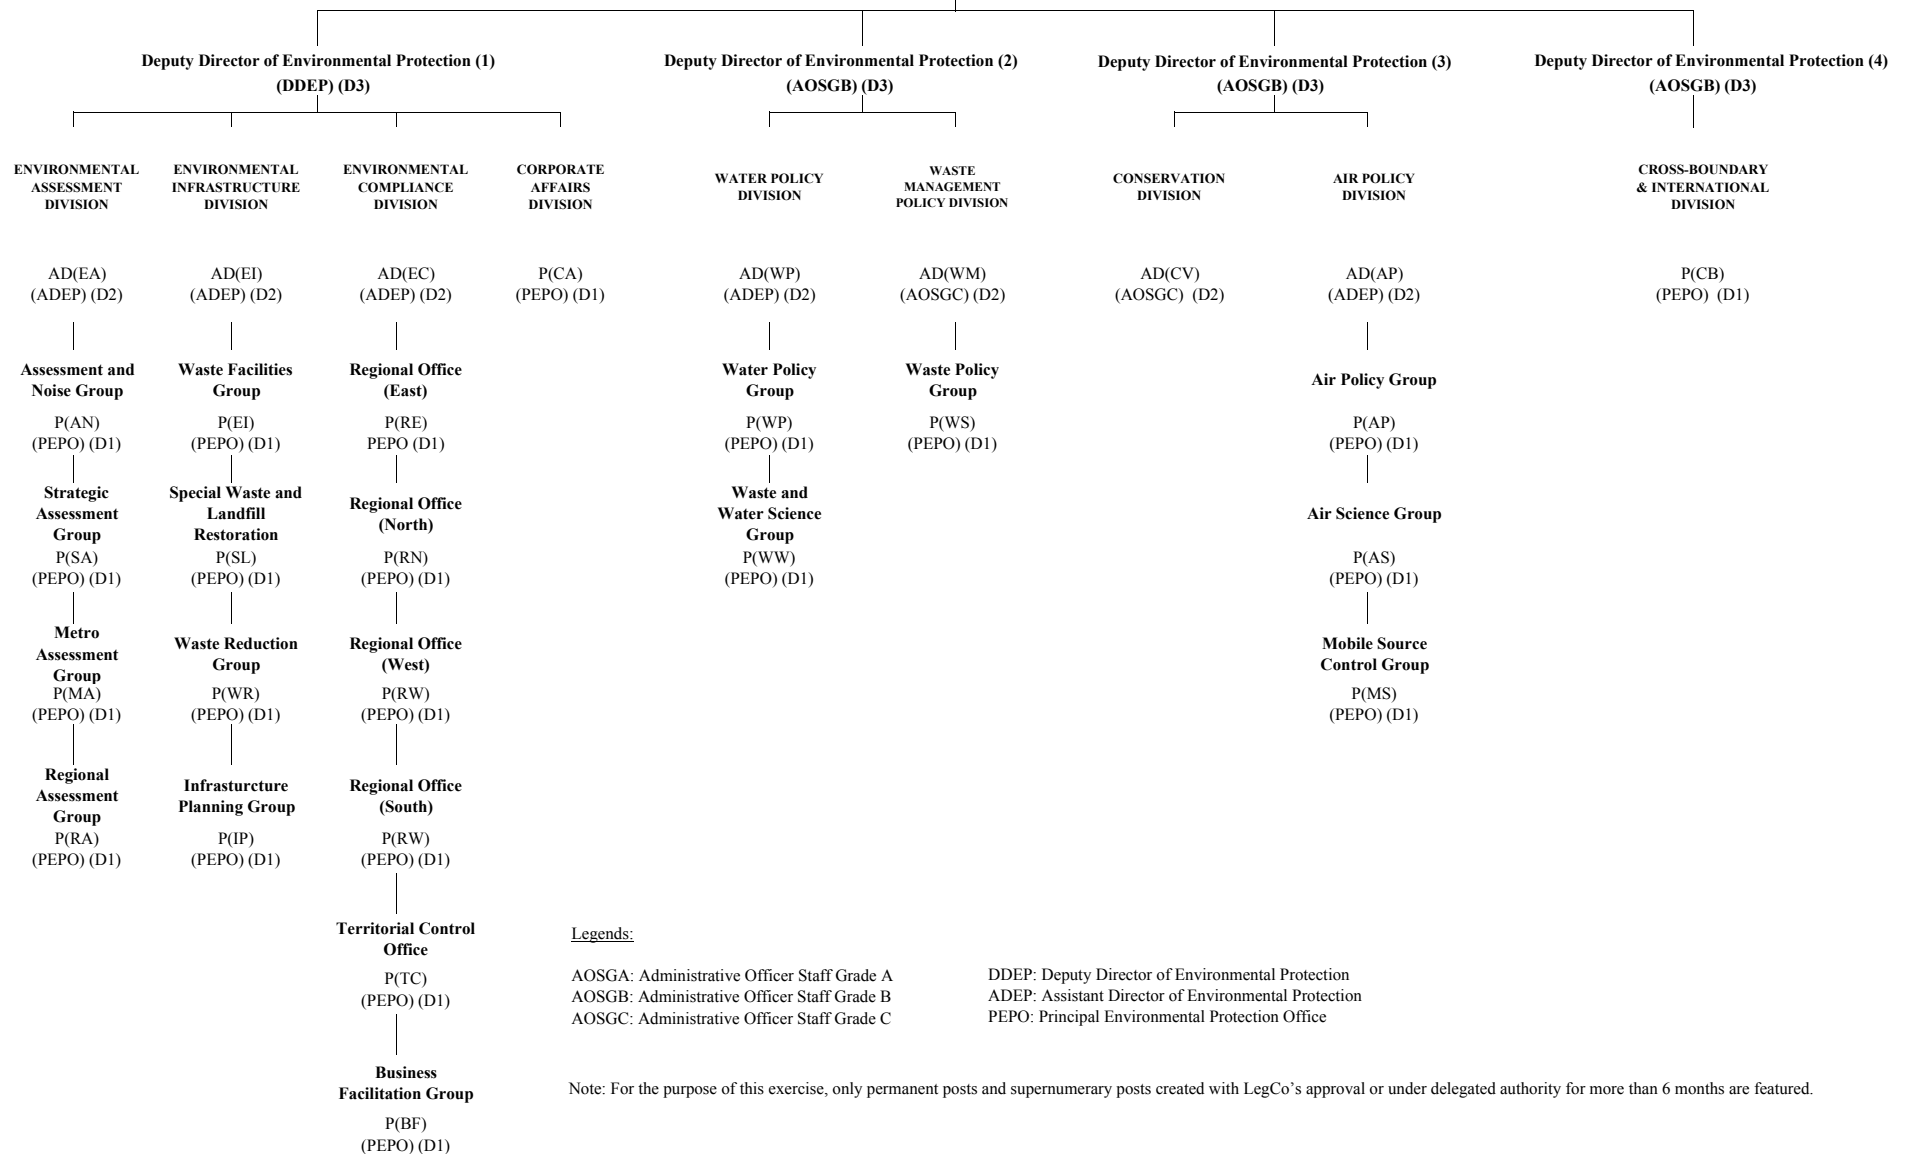 Deputy Director of Environmental Protection (1)
(DDEP) (D3)
Deputy Director of Environmental Protection (2)
(AOSGB) (D3)
Deputy Director of Environmental Protection (3)
(AOSGB) (D3)
Deputy Director of Environmental Protection (4)
(AOSGB) (D3)
ENVIRONMENTAL
ASSESSMENT
DIVISION
AD(EA)
(ADEP) (D2)
Assessment and
Noise Group
P(AN)
(PEPO) (D1)
Strategic
Assessment
Group
P(SA)
(PEPO) (D1)
Metro
Assessment
Group
P(MA)
(PEPO) (D1)
Regional
Assessment
Group
P(RA)
(PEPO) (D1)
ENVIRONMENTAL
INFRASTRUCTURE
DIVISION
AD(EI)
(ADEP) (D2)
Waste Facilities
Group
P(EI)
(PEPO) (D1)
Special Waste and
Landfill
Restoration
P(SL)
(PEPO) (D1)
Waste Reduction
Group
P(WR)
(PEPO) (D1)
Infrasturcture
Planning Group
P(IP)
(PEPO) (D1)
ENVIRONMENTAL
COMPLIANCE
DIVISION
AD(EC)
(ADEP) (D2)
Regional Office
(East)
P(RE)
PEPO (D1)
Regional Office
(North)
P(RN)
(PEPO) (D1)
Regional Office
(West)
P(RW)
(PEPO) (D1)
Regional Office
(South)
P(RW)
(PEPO) (D1)
Territorial Control
Office
P(TC)
(PEPO) (D1)
Business
Facilitation Group
P(BF)
(PEPO) (D1)
CORPORATE
AFFAIRS
DIVISION
P(CA)
(PEPO) (D1)
WATER POLICY
DIVISION
AD(WP)
(ADEP) (D2)
Water Policy
Group
P(WP)
(PEPO) (D1)
Waste and
Water Science
Group
P(WW)
(PEPO) (D1)
WASTE
MANAGEMENT
POLICY DIVISION
AD(WM)
(AOSGC) (D2)
Waste Policy
Group
P(WS)
(PEPO) (D1)
CONSERVATION
DIVISION
AD(CV)
(AOSGC) (D2)
AIR POLICY
DIVISION
AD(AP)
(ADEP) (D2)
Air Policy Group
P(AP)
(PEPO) (D1)
Air Science Group
P(AS)
(PEPO) (D1)
Mobile Source
Control Group
P(MS)
(PEPO) (D1)
CROSS-BOUNDARY
& INTERNATIONAL
DIVISION
P(CB)
(PEPO) (D1)
Legends:
AOSGA: Administrative Officer Staff Grade A
AOSGB: Administrative Officer Staff Grade B
AOSGC: Administrative Officer Staff Grade C
DDEP: Deputy Director of Environmental Protection
ADEP: Assistant Director of Environmental Protection
PEPO: Principal Environmental Protection Office
Note: For the purpose of this exercise, only permanent posts and supernumerary posts created with LegCo's approval or under delegated authority for more than 6 months are featured.